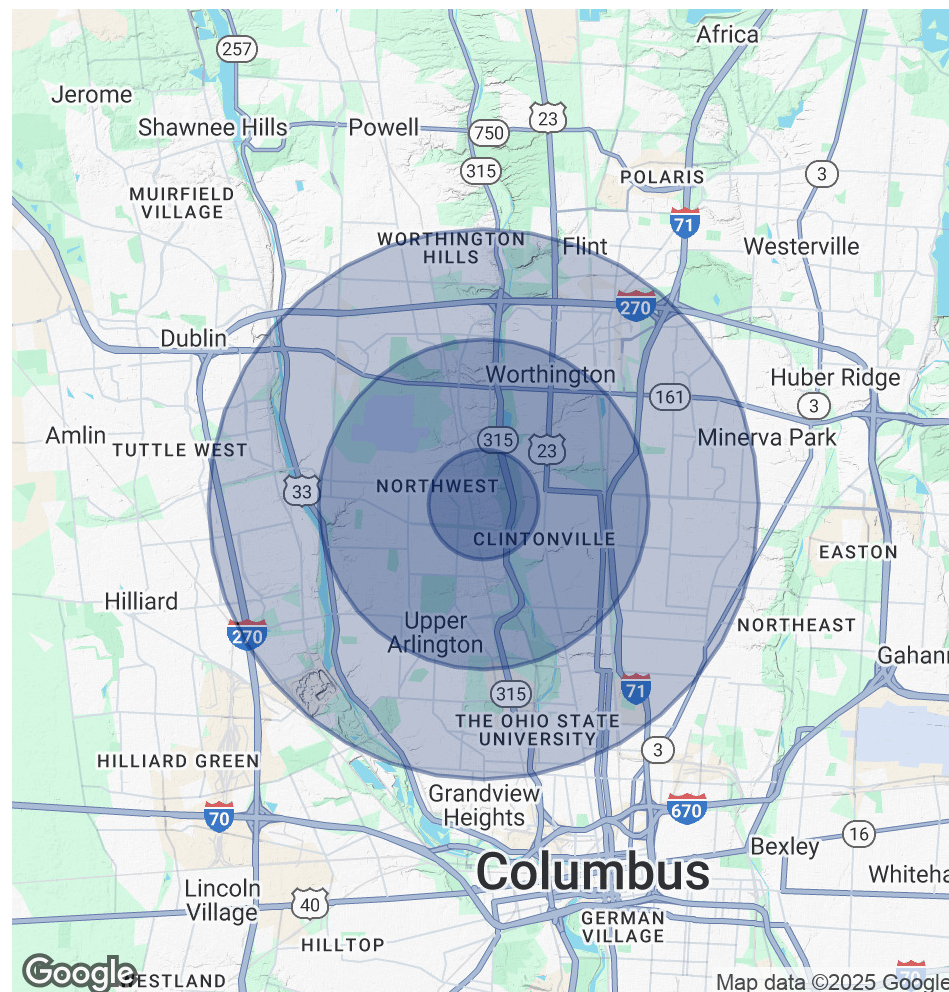 Africa
257
Jerome
23
Shawnee Hills
Powell
750
315
3
POLARIS
MUIRFIELD
VILLAGE
71
WORTHINGTON
HILLS
Flint
Westerville
270
Dublin
Worthington
Huber Ridge
161
3
Amlin
TUTTLE WEST
315
23
Minerva Park
NORTHWEST
33
CLINTONVILLE
EASTON
Hilliard
Upper
Arlington
270
NORTHEAST
Gahann
315
71
THE OHIO STATE
UNIVERSITY
3
HILLIARD GREEN
Grandview
Heights
70
670
16
Bexley
Columbus
Whiteha
Lincoln
Village
40
GERMAN
VILLAGE
HILLTOP
Google
WESTLAND
70
Map data ©2025 Google